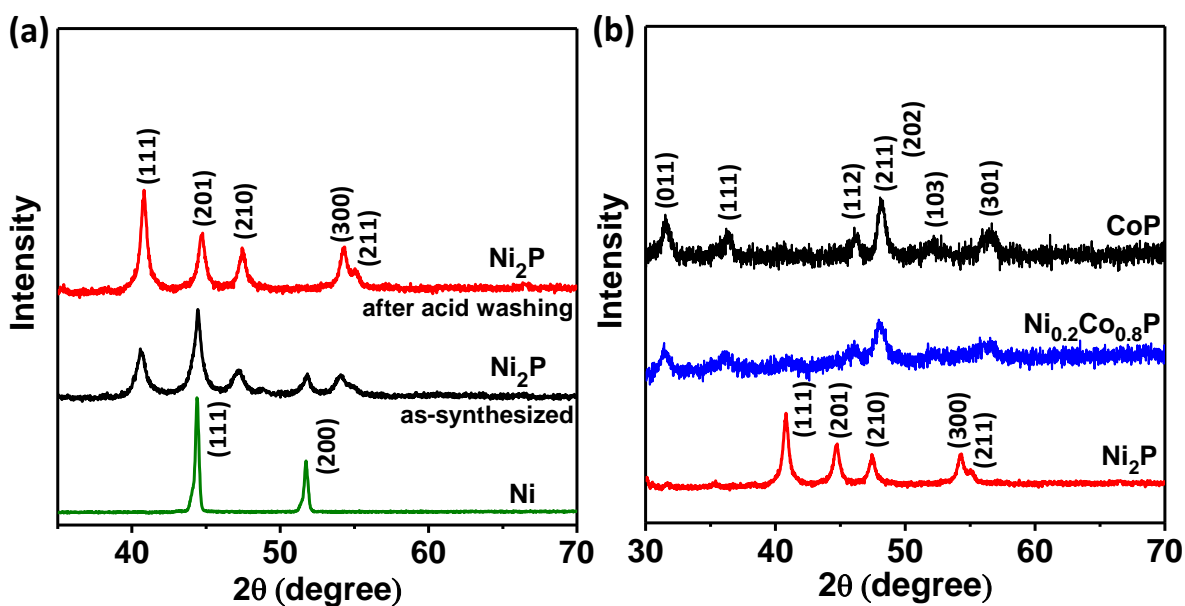 (a)
Intensity
(111)
(201)
(210)
(300)
(211)
Ni₂P
after acid washing
Ni₂P
as-synthesized
(111)
(200)
Ni
40
50
60
70
2θ (degree)
(b)
Intensity
(011)
(111)
(112)
(211)
(202)
(103)
(301)
CoP
Ni₀.₂Co₀.₈P
(111)
(201)
(210)
(300)
(211)
Ni₂P
30
40
50
60
70
2θ (degree)